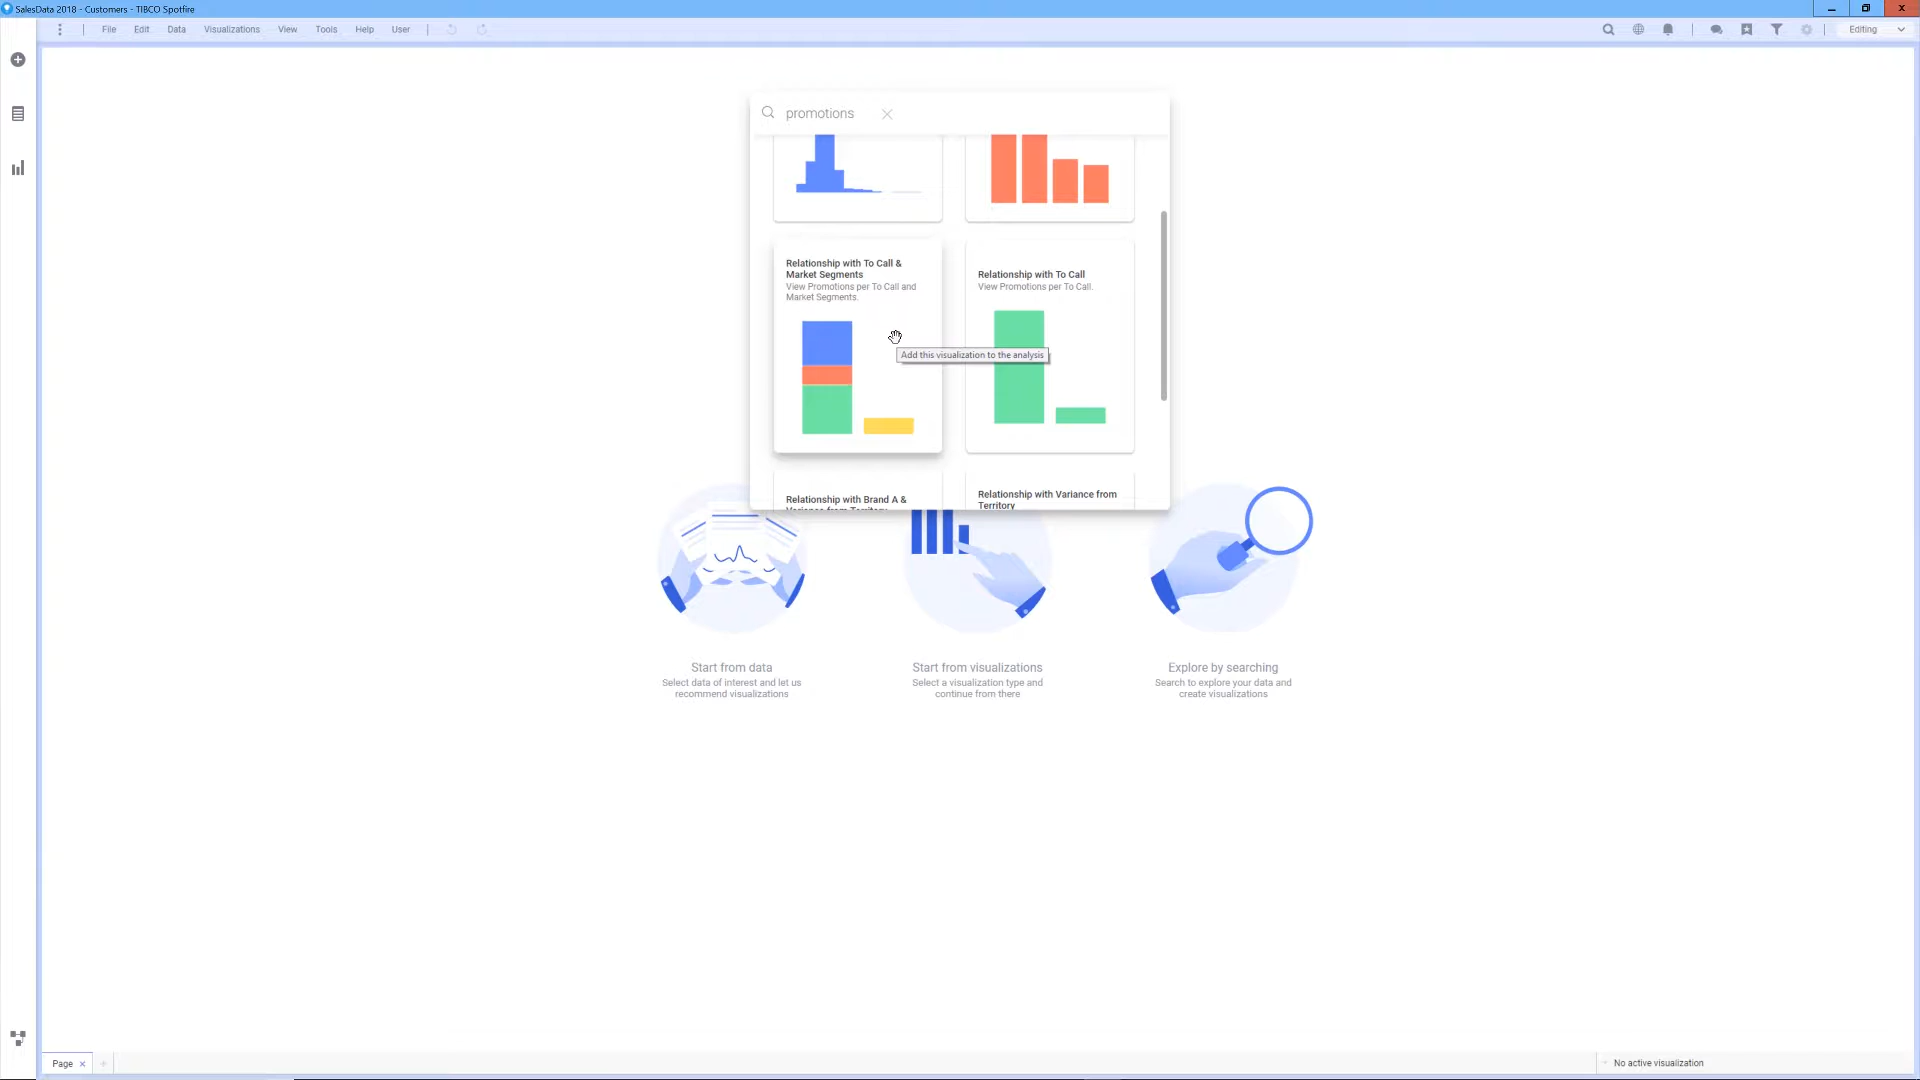 SalesData 2018 - Customers - TIBCO Spotfire
File Edit Data Visualizations View Tools Help User Editing
promotions
Relationship with To Call &
Market Segments
View Promotions per To Call and
Market Segments.
Relationship with To Call
View Promotions per To Call.
Add this visualization to the analysis
Relationship with Brand A &
Variance from Territory
Relationship with Variance from
Territory
Start from data
Select data of interest and let us
recommend visualizations
Start from visualizations
Select a visualization type and
continue from there
Explore by searching
Search to explore your data and
create visualizations
Page
No active visualization